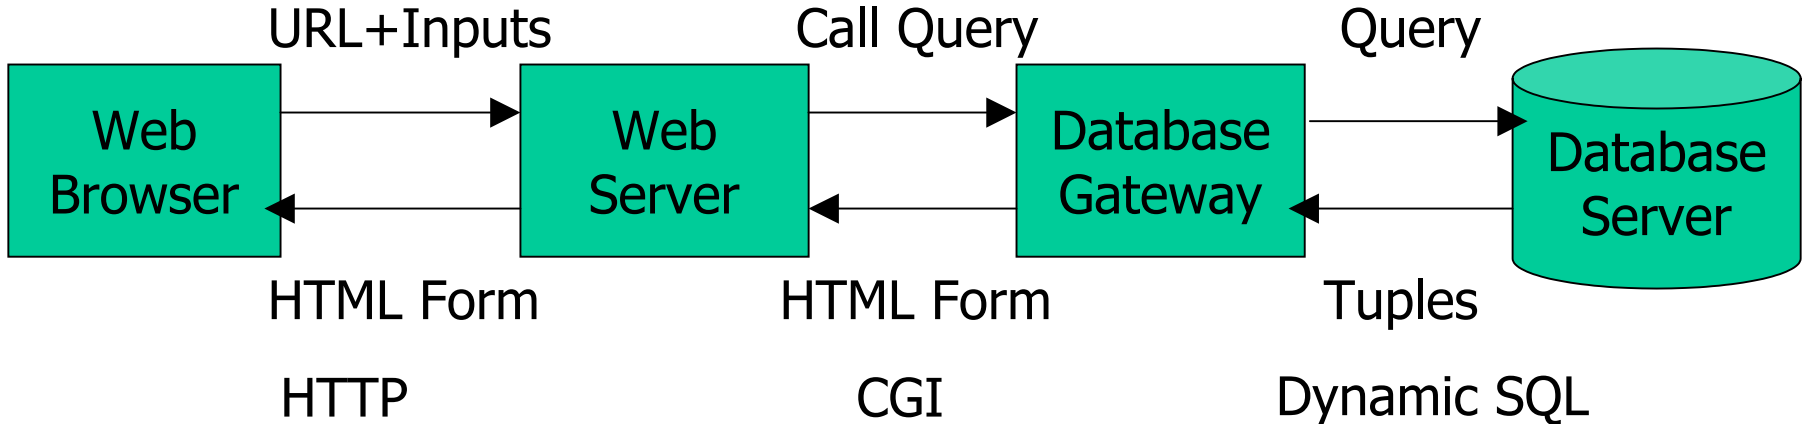 URL+Inputs
Call Query
Query
Web
Browser
Web
Server
Database
Gateway
Database
Server
HTML Form
HTML Form
Tuples
HTTP
CGI
Dynamic SQL